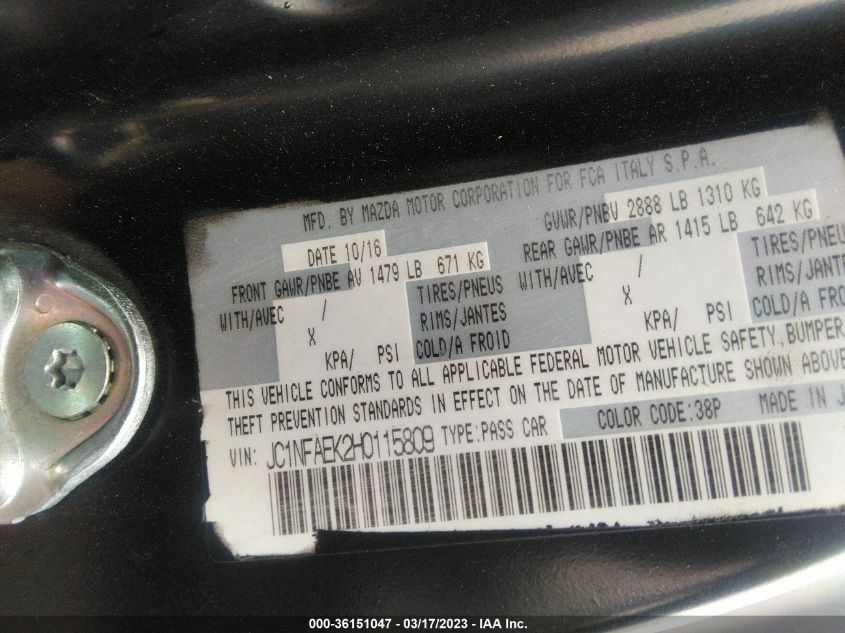 MFD. BY MAZDA MOTOR CORPORATION FOR FCA ITALY S.P.A.
DATE 10/16 GVWR/PNBV 2888 LB 1310 KG
FRONT GAWR/PNBE AV 1479 LB 671 KG REAR GAWR/PNBE AR 1415 LB 642 KG
WITH/AVEC / TIRES/PNEUS WITH/AVEC / TIRES/PNEU
X RIMS/JANTES X RIMS/JANTES
KPA/ PSI COLD/A FROID KPA/ PSI COLD/A FROI
THIS VEHICLE CONFORMS TO ALL APPLICABLE FEDERAL MOTOR VEHICLE SAFETY, BUMPER
THEFT PREVENTION STANDARDS IN EFFECT ON THE DATE OF MANUFACTURE SHOWN ABOVE
VIN: JC1NFAEK2H0115809 TYPE:PASS CAR COLOR CODE:38P MADE IN J
000-36151047 — 03/17/2023 — IAA Inc.